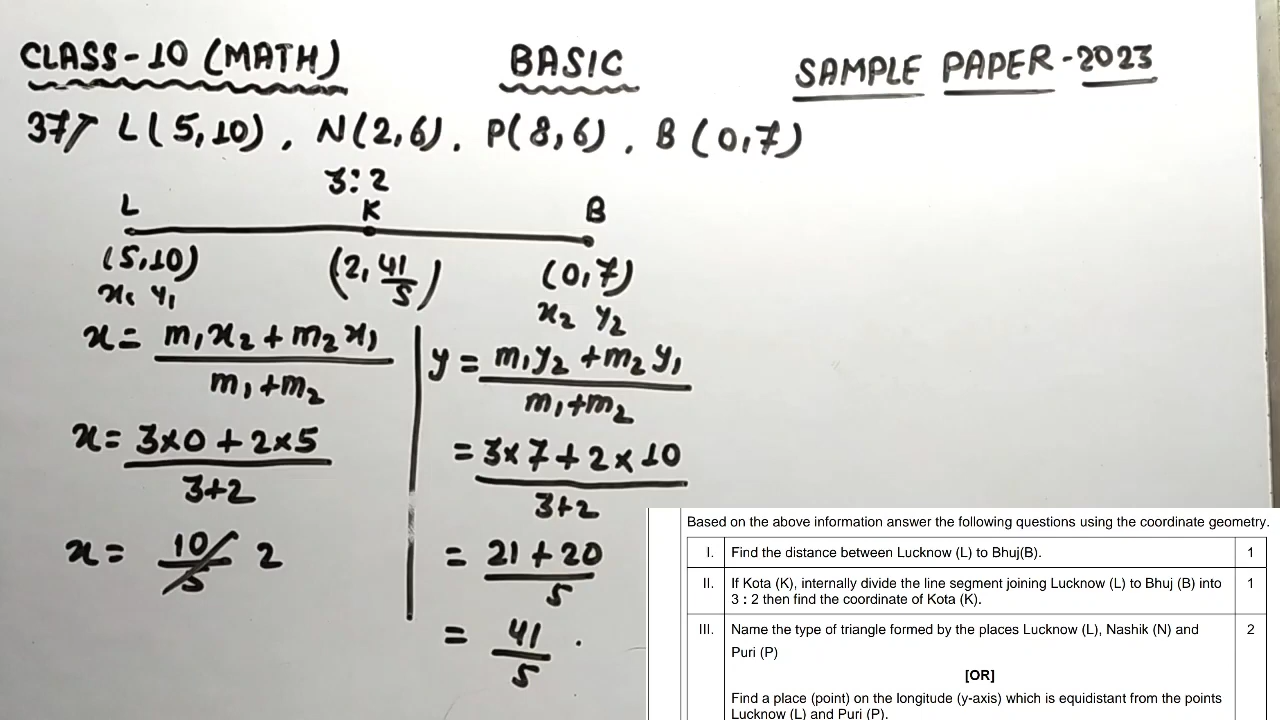 CLASS-10 (MATH) BASIC SAMPLE PAPER-2023
37↗ L(5,10), N(2,6), P(8,6), B(0,7)
3:2
L K B
(5,10) (2, 41/5) (0,7)
x₁ y₁ x₂ y₂
x = (m₁x₂ + m₂x₁)/(m₁+m₂)
x = (3×0 + 2×5)/(3+2)
x = 10/5 2
y = (m₁y₂ + m₂y₁)/(m₁+m₂)
= (3×7 + 2×10)/(3+2)
= (21 + 20)/5
= 41/5 .
Based on the above information answer the following questions using the coordinate geometry.
I. Find the distance between Lucknow (L) to Bhuj(B). 1
II. If Kota (K), internally divide the line segment joining Lucknow (L) to Bhuj (B) into 1
3 : 2 then find the coordinate of Kota (K).
III. Name the type of triangle formed by the places Lucknow (L), Nashik (N) and 2
Puri (P)
[OR]
Find a place (point) on the longitude (y-axis) which is equidistant from the points
Lucknow (L) and Puri (P).